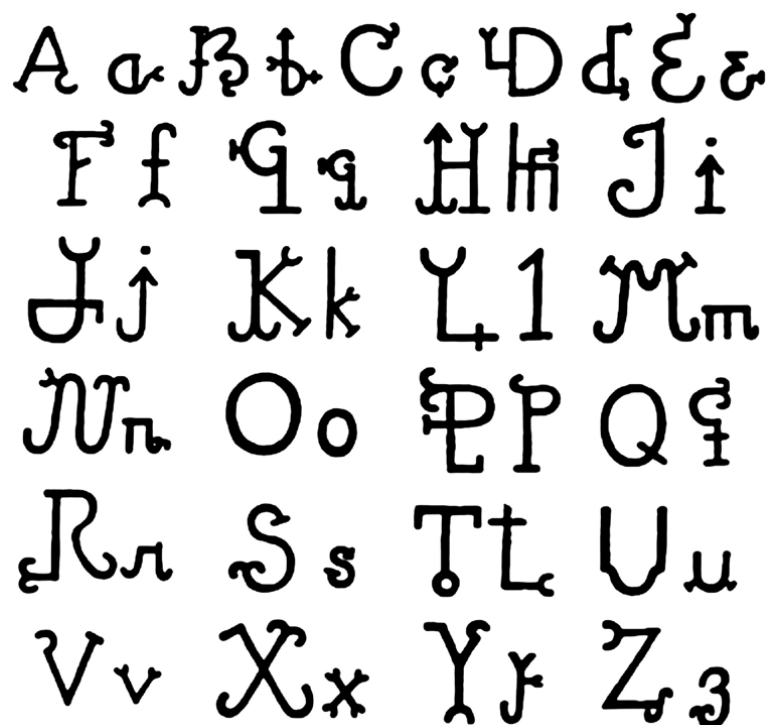 A a B b C c D d E e
F f G g H h I i
J j K k L l M m
N n O o P p Q q
R r S s T t U u
V v X x Y y Z z